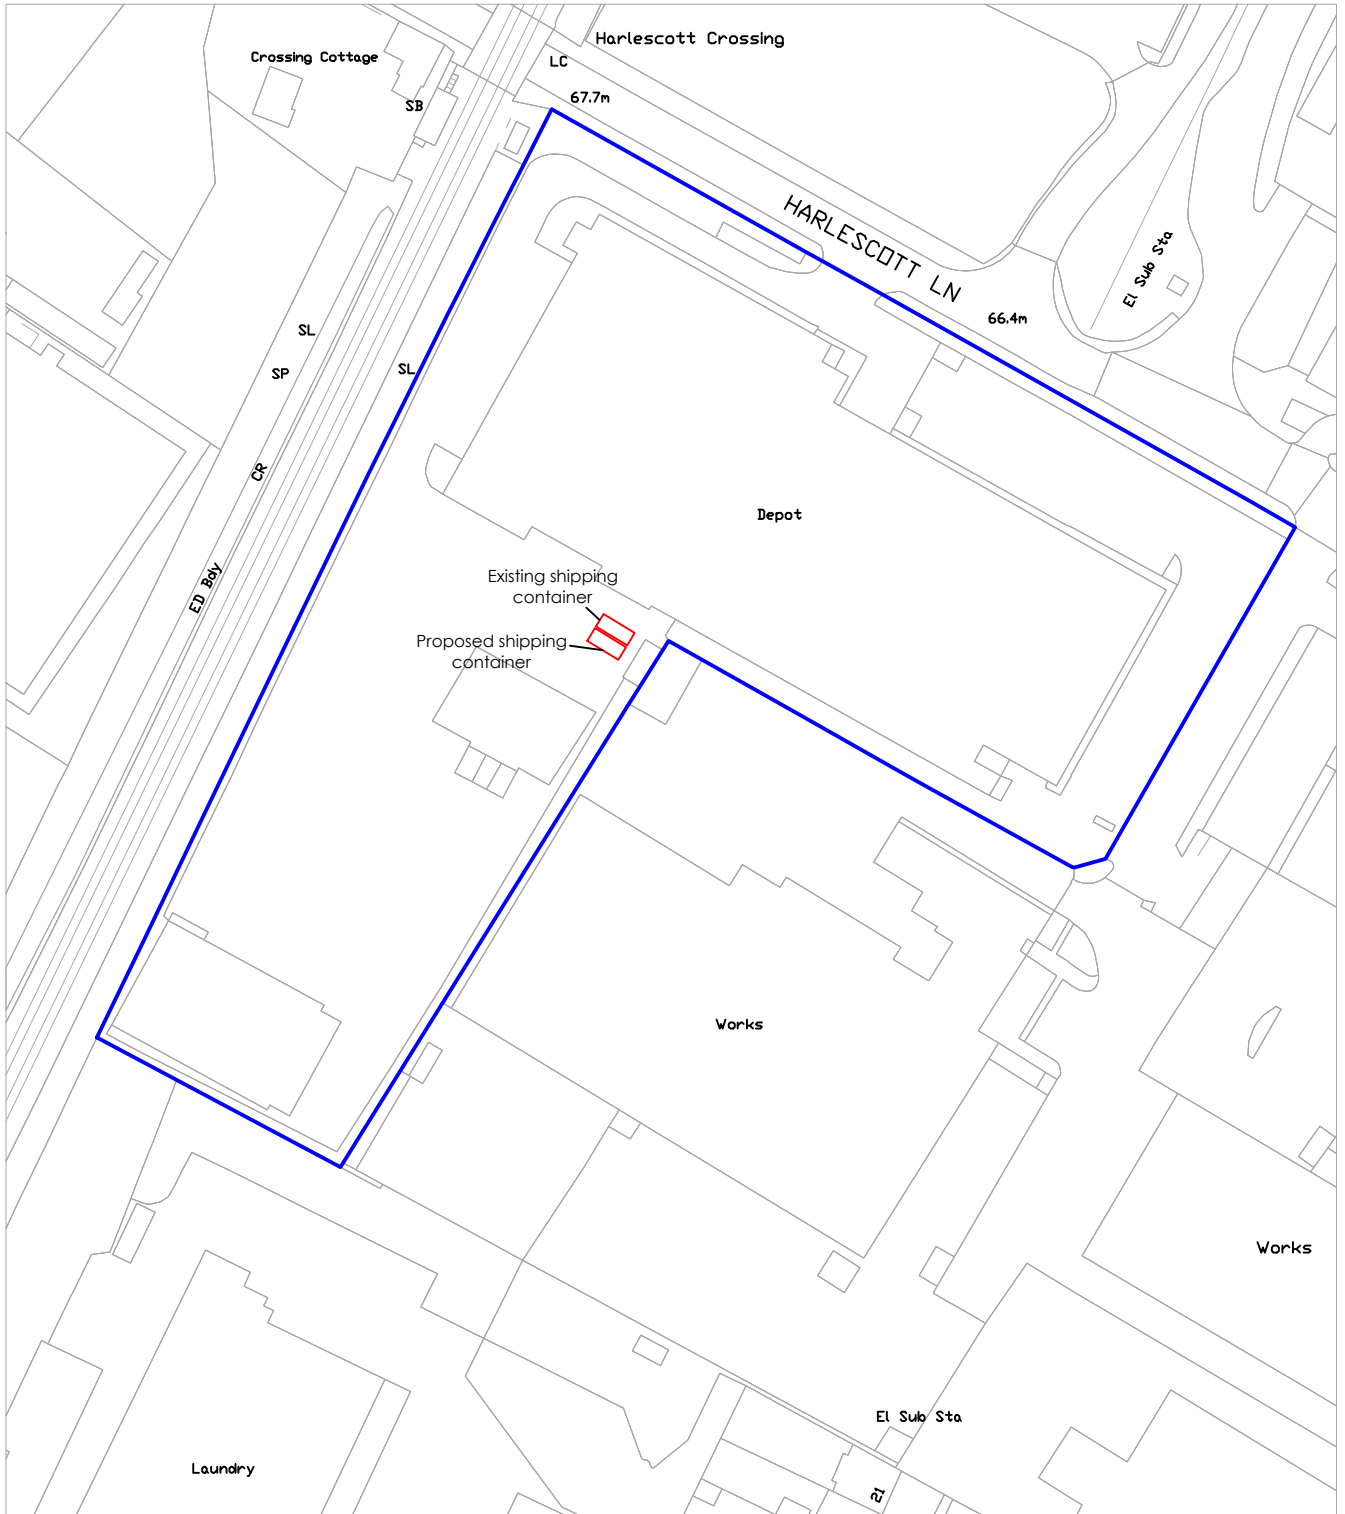 Harlescott Crossing
Crossing Cottage
LC
67.7m
SB
HARLESCOTT LN
El Sub Sta
66.4m
SL
SL
SP
CR
Depot
ED Bdy
Existing shipping
container
Proposed shipping
container
Works
Works
El Sub Sta
Laundry
21